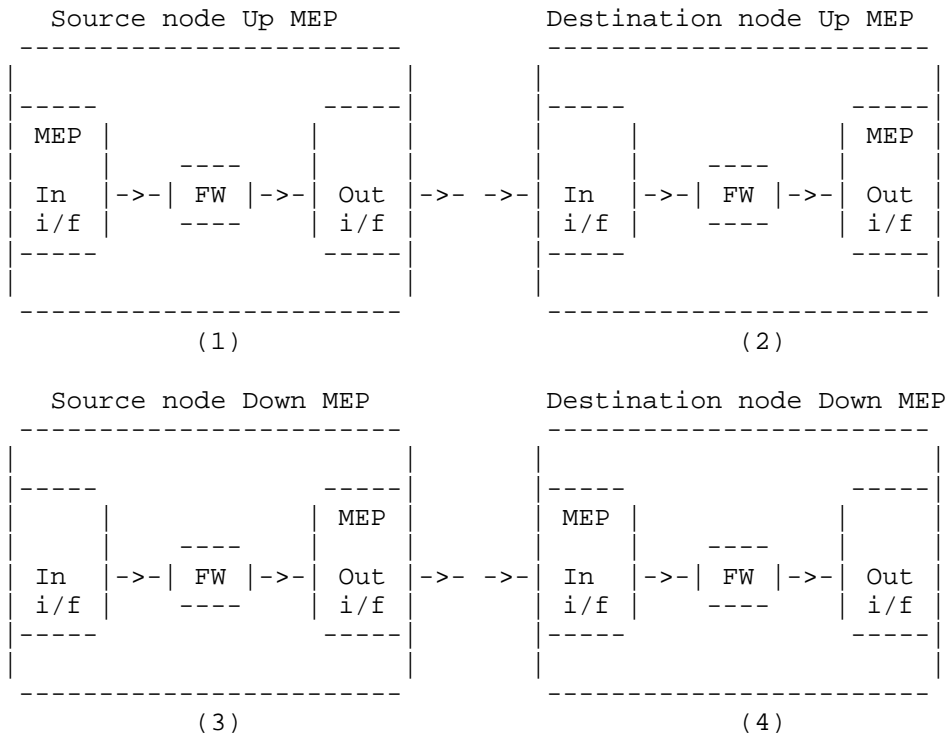 Source node Up MEP Destination node Up MEP
------------------------ ------------------------
| | | |
|----- -----| |----- -----|
| MEP | | | | | | MEP |
| | ---- | | | | ---- | |
| In |->-| FW |->-| Out |->- ->-| In |->-| FW |->-| Out |
| i/f | ---- | i/f | | i/f | ---- | i/f |
|----- -----| |----- -----|
| | | |
------------------------ ------------------------
(1) (2)
Source node Down MEP Destination node Down MEP
------------------------ ------------------------
| | | |
|----- -----| |----- -----|
| | | MEP | | MEP | | |
| | ---- | | | | ---- | |
| In |->-| FW |->-| Out |->- ->-| In |->-| FW |->-| Out |
| i/f | ---- | i/f | | i/f | ---- | i/f |
|----- -----| |----- -----|
| | | |
------------------------ ------------------------
(3) (4)